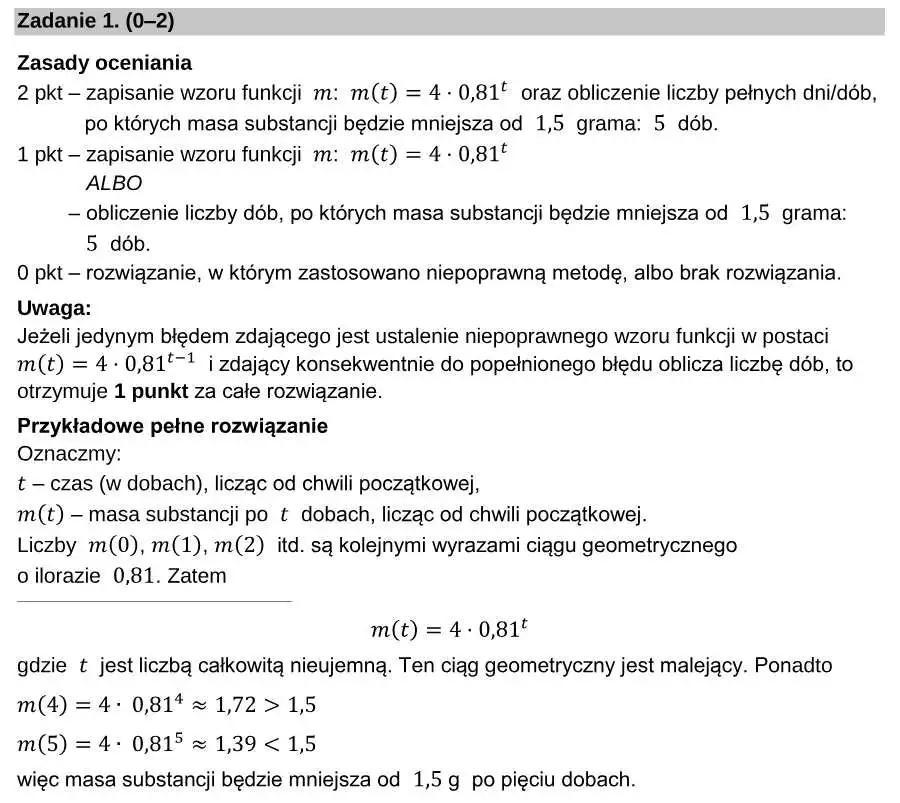 Zadanie 1. (0–2)
Zasady oceniania
2 pkt – zapisanie wzoru funkcji m: m(t) = 4 · 0,81ᵗ oraz obliczenie liczby pełnych dni/dób,
po których masa substancji będzie mniejsza od 1,5 grama: 5 dób.
1 pkt – zapisanie wzoru funkcji m: m(t) = 4 · 0,81ᵗ
ALBO
– obliczenie liczby dób, po których masa substancji będzie mniejsza od 1,5 grama:
5 dób.
0 pkt – rozwiązanie, w którym zastosowano niepoprawną metodę, albo brak rozwiązania.
Uwaga:
Jeżeli jedynym błędem zdającego jest ustalenie niepoprawnego wzoru funkcji w postaci
m(t) = 4 · 0,81ᵗ⁻¹ i zdający konsekwentnie do popełnionego błędu oblicza liczbę dób, to
otrzymuje 1 punkt za całe rozwiązanie.
Przykładowe pełne rozwiązanie
Oznaczmy:
t – czas (w dobach), licząc od chwili początkowej,
m(t) – masa substancji po t dobach, licząc od chwili początkowej.
Liczby m(0), m(1), m(2) itd. są kolejnymi wyrazami ciągu geometrycznego
o ilorazie 0,81. Zatem
m(t) = 4 · 0,81ᵗ
gdzie t jest liczbą całkowitą nieujemną. Ten ciąg geometryczny jest malejący. Ponadto
m(4) = 4 · 0,81⁴ ≈ 1,72 > 1,5
m(5) = 4 · 0,81⁵ ≈ 1,39 < 1,5
więc masa substancji będzie mniejsza od 1,5 g po pięciu dobach.